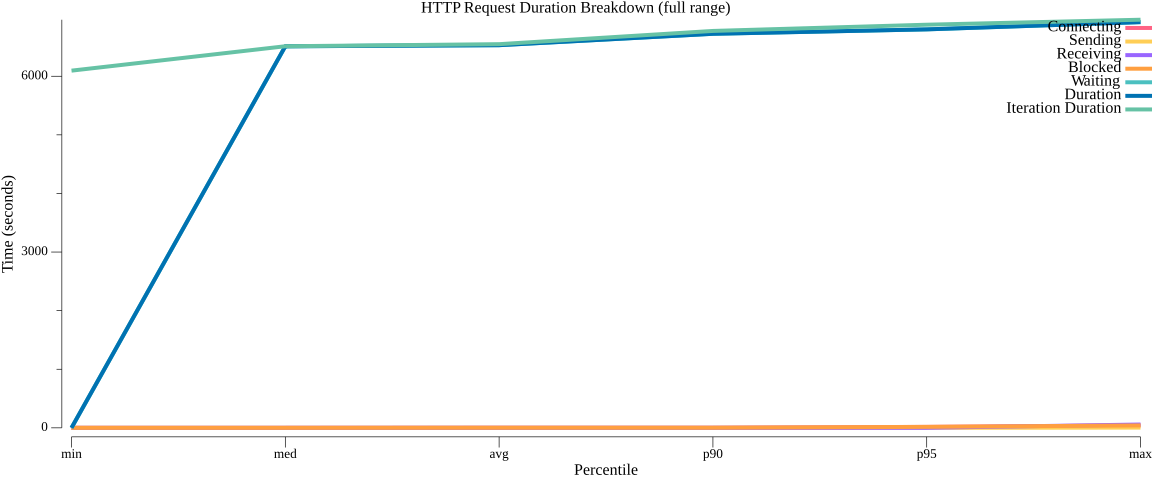 HTTP Request Duration Breakdown (full range)
Connecting
Sending
Receiving
Blocked
Waiting
Duration
Iteration Duration
6000
3000
0
Time (seconds)
min med avg p90 p95 max
Percentile